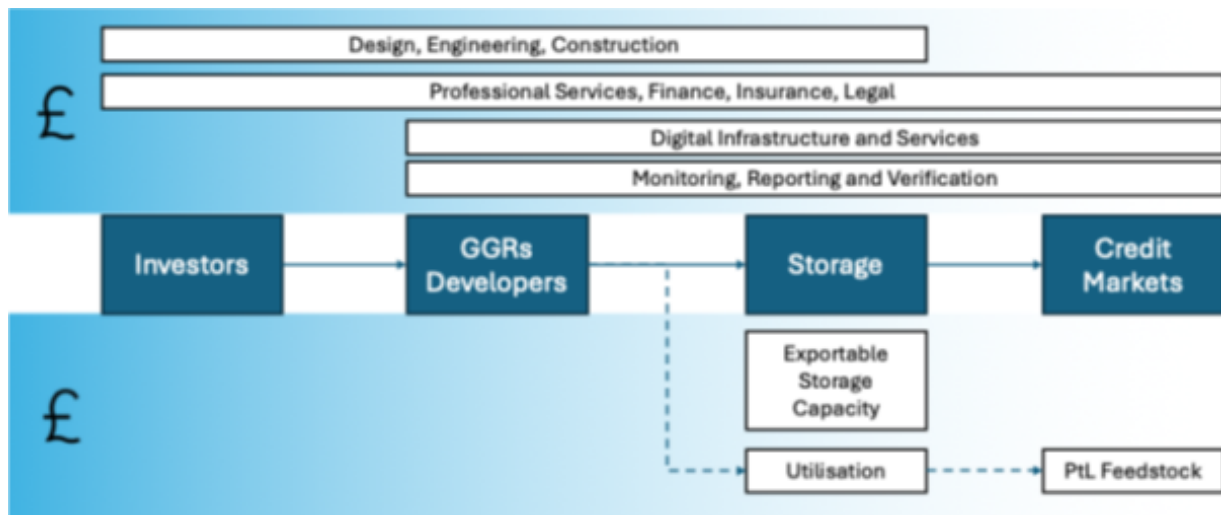 Design, Engineering, Construction
£
Professional Services, Finance, Insurance, Legal
Digital Infrastructure and Services
Monitoring, Reporting and Verification
Investors
GGRs
Developers
Storage
Credit
Markets
Exportable
Storage
Capacity
£
Utilisation
PtL Feedstock